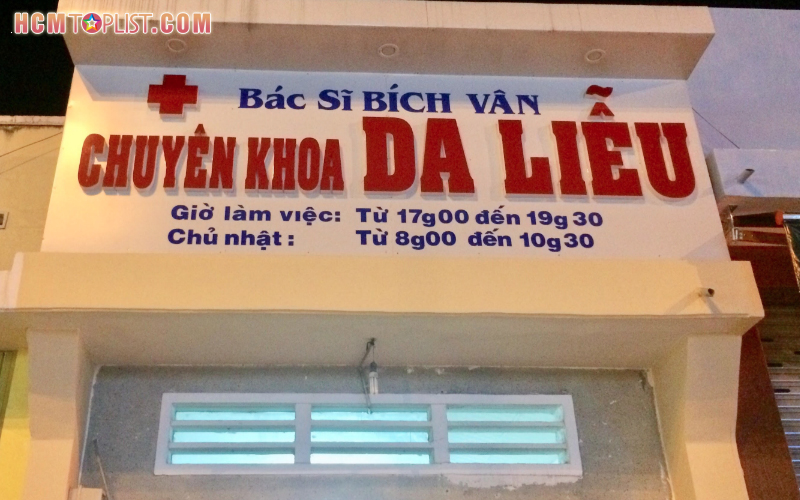 HCMTOPLIST.COM
Bác Sĩ BÍCH VÂN
CHUYÊN KHOA DA LIỄU
Giờ làm việc: Từ 17g00 đến 19g30
Chủ nhật: Từ 8g00 đến 10g30